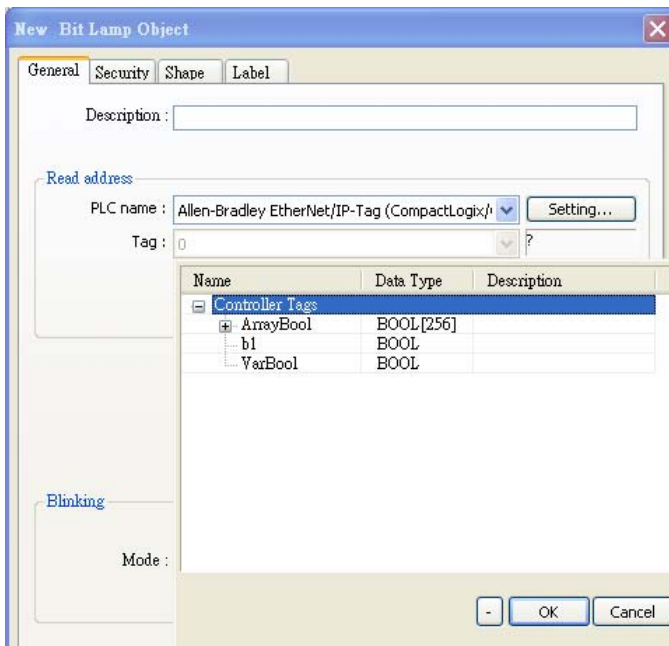 New Bit Lamp Object
General Security Shape Label
Description :
Read address
PLC name : Allen-Bradley EtherNet/IP-Tag (CompactLogix/ Setting...
Tag : 0 ?
Name Data Type Description
Controller Tags
ArrayBool BOOL[256]
b1 BOOL
VarBool BOOL
Blinking
Mode :
- OK Cancel